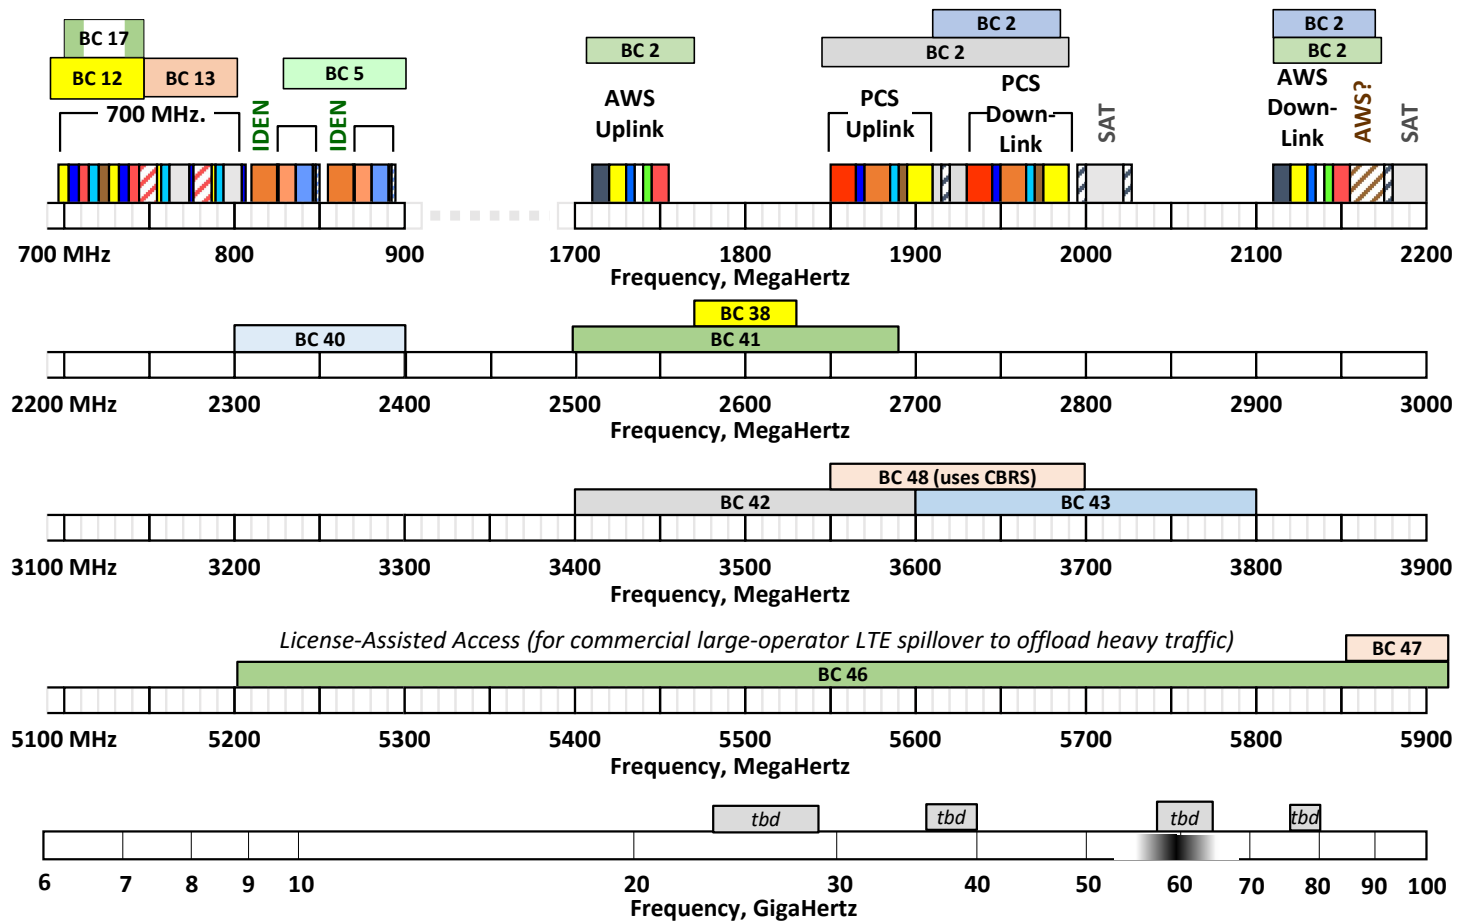 BC 17
BC 12
BC 13
BC 5
BC 2
BC 2
BC 2
BC 2
BC 2
700 MHz.
IDEN
IDEN
AWS
Uplink
PCS
Uplink
PCS
Down-
Link
SAT
AWS
Down-
Link
AWS?
SAT
700 MHz 800 900 1700 1800 1900 2000 2100 2200
Frequency, MegaHertz
BC 38
BC 40
BC 41
2200 MHz 2300 2400 2500 2600 2700 2800 2900 3000
Frequency, MegaHertz
BC 48 (uses CBRS)
BC 42
BC 43
3100 MHz 3200 3300 3400 3500 3600 3700 3800 3900
Frequency, MegaHertz
License-Assisted Access (for commercial large-operator LTE spillover to offload heavy traffic)
BC 47
BC 46
5100 MHz 5200 5300 5400 5500 5600 5700 5800 5900
Frequency, MegaHertz
tbd tbd tbd tbd
6 7 8 9 10 20 30 40 50 60 70 80 90 100
Frequency, GigaHertz